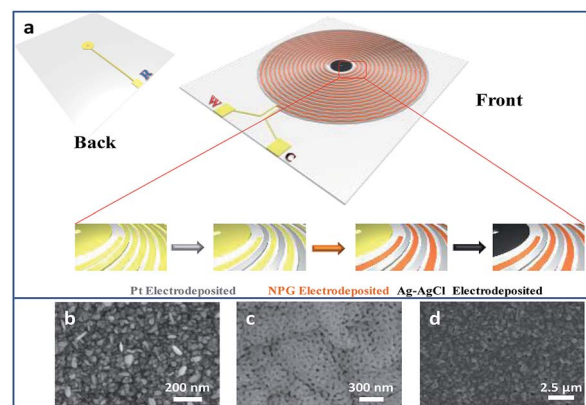 a
R
Back
W
C
Front
Pt Electrodeposited NPG Electrodeposited Ag-AgCl Electrodeposited
b
200 nm
c
300 nm
d
2.5 µm